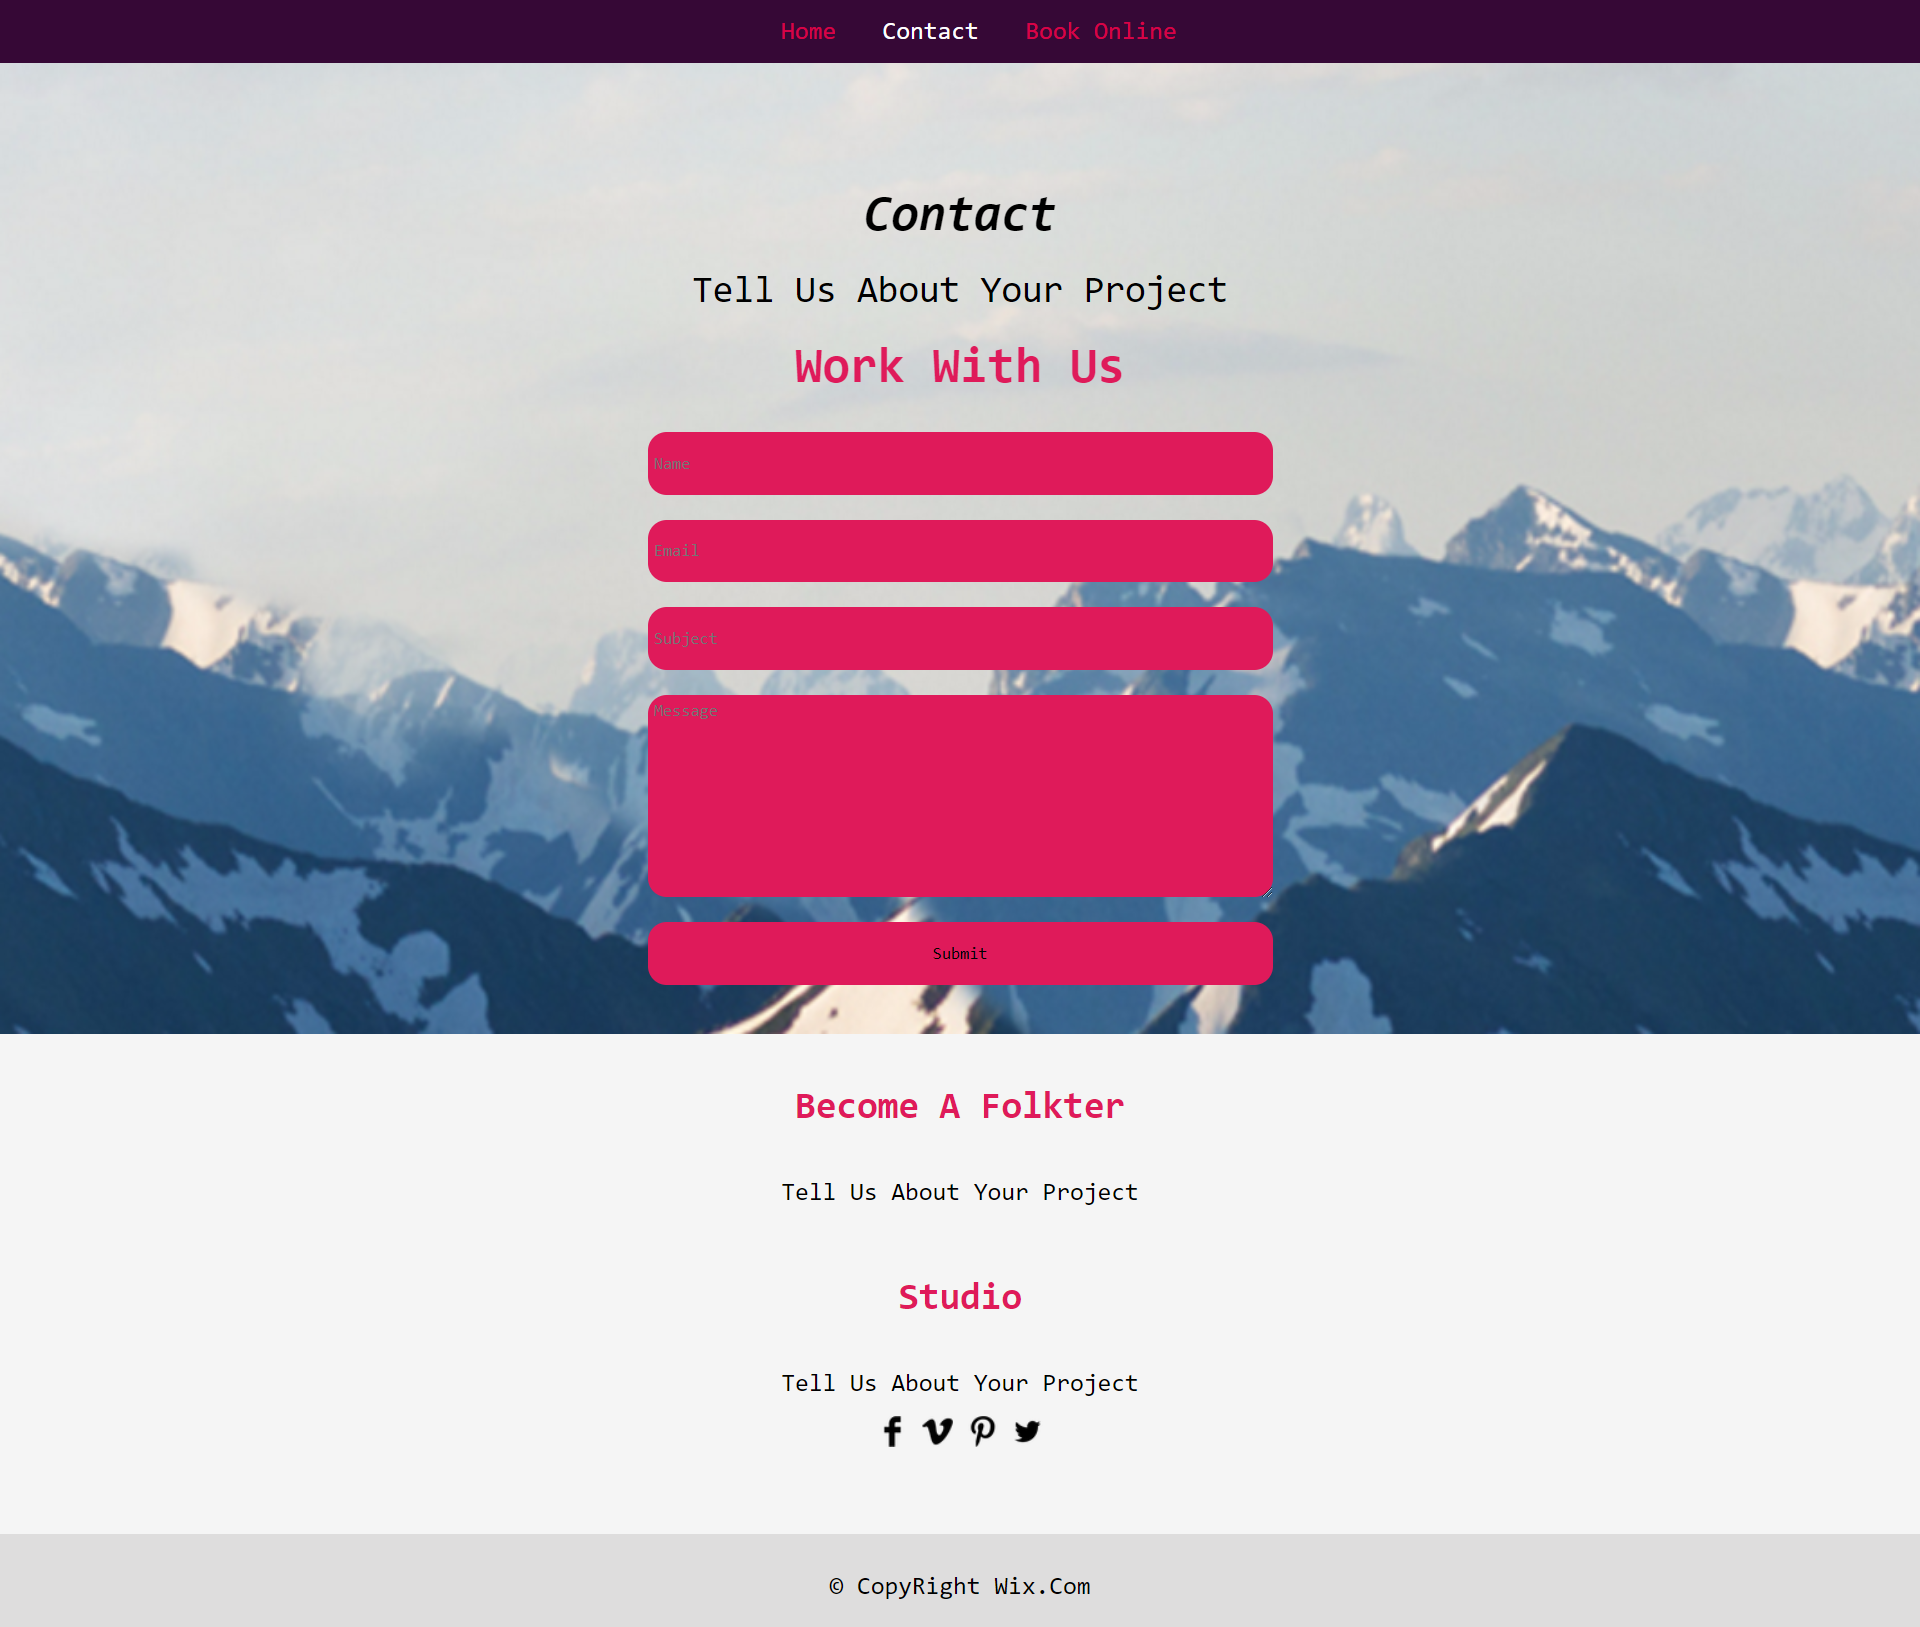 Home Contact Book Online
Contact
Tell Us About Your Project
Work With Us
Name
Email
Subject
Message
Submit
Become A Folkter
Tell Us About Your Project
Studio
Tell Us About Your Project
© CopyRight Wix.Com